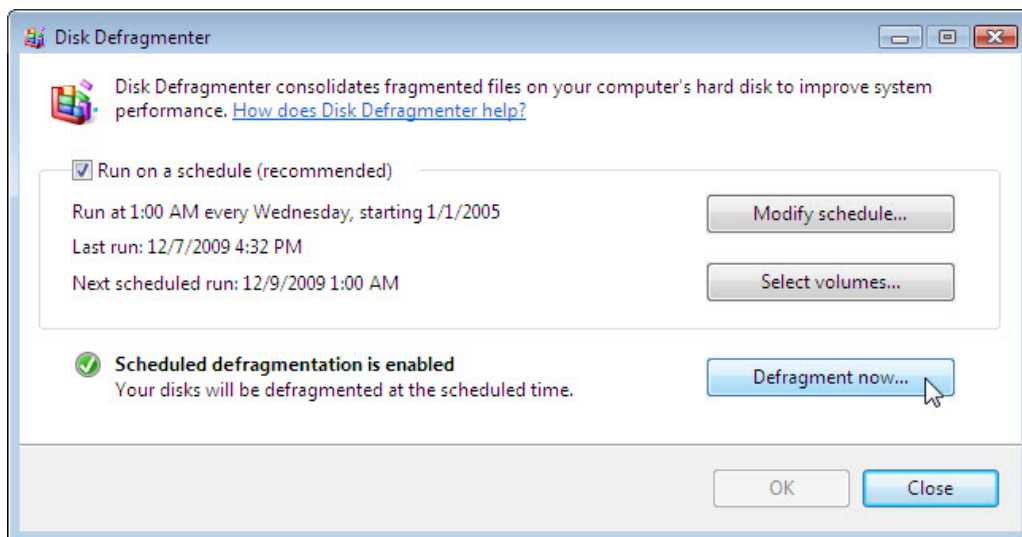 Disk Defragmenter
Disk Defragmenter consolidates fragmented files on your computer's hard disk to improve system
performance. How does Disk Defragmenter help?
Run on a schedule (recommended)
Run at 1:00 AM every Wednesday, starting 1/1/2005
Modify schedule...
Last run: 12/7/2009 4:32 PM
Next scheduled run: 12/9/2009 1:00 AM
Select volumes...
Scheduled defragmentation is enabled
Your disks will be defragmented at the scheduled time.
Defragment now...
OK
Close